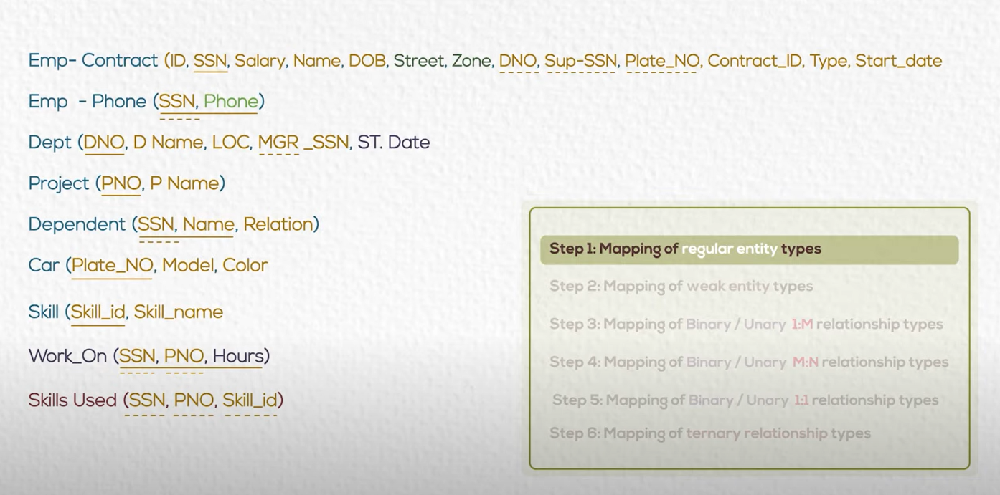 Emp- Contract (ID, SSN, Salary, Name, DOB, Street, Zone, DNO, Sup-SSN, Plate_NO, Contract_ID, Type, Start_date
Emp - Phone (SSN, Phone)
Dept (DNO, D Name, LOC, MGR _SSN, ST. Date
Project (PNO, P Name)
Dependent (SSN, Name, Relation)
Car (Plate_NO, Model, Color
Skill (Skill_id, Skill_name
Work_On (SSN, PNO, Hours)
Skills Used (SSN, PNO, Skill_id)
Step 1: Mapping of regular entity types
Step 2: Mapping of weak entity types
Step 3: Mapping of Binary / Unary 1:M relationship types
Step 4: Mapping of Binary / Unary M:N relationship types
Step 5: Mapping of Binary / Unary 1:1 relationship types
Step 6: Mapping of ternary relationship types